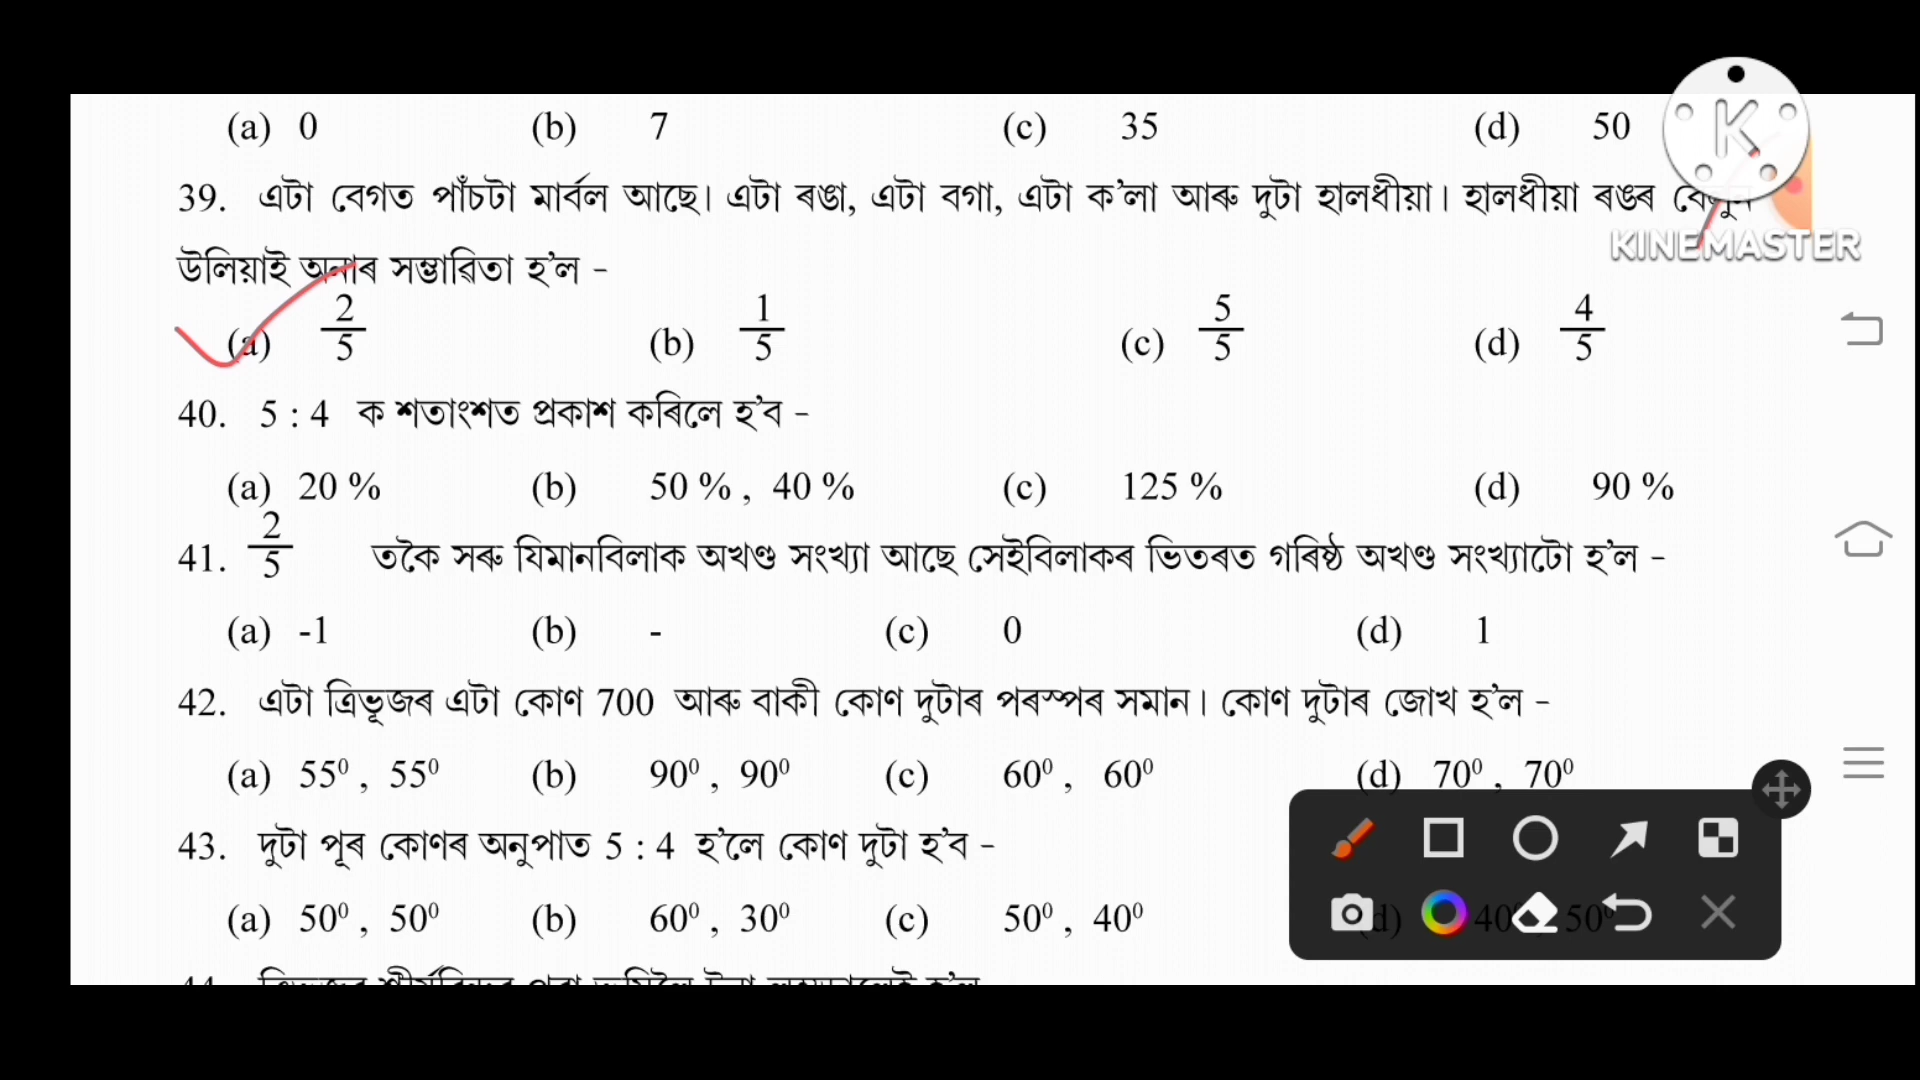 (a) 0 (b) 7 (c) 35 (d) 50
39. এটা বেগত পাঁচটা মাৰ্বল আছে। এটা ৰঙা, এটা বগা, এটা ক’লা আৰু দুটা হালধীয়া। হালধীয়া ৰঙৰ
KINEMASTER
উলিয়াই অনাৰ সম্ভাৱিতা হ’ল –
(a) 2/5 (b) 1/5 (c) 5/5 (d) 4/5
40. 5 : 4 ক শতাংশত প্ৰকাশ কৰিলে হ’ব –
(a) 20 % (b) 50 % , 40 % (c) 125 % (d) 90 %
41. 2/5 তকৈ সৰু যিমানবিলাক অখণ্ড সংখ্যা আছে সেইবিলাকৰ ভিতৰত গৰিষ্ঠ অখণ্ড সংখ্যাটো হ’ল –
(a) -1 (b) - (c) 0 (d) 1
42. এটা ত্ৰিভূজৰ এটা কোণ 700 আৰু বাকী কোণ দুটাৰ পৰস্পৰ সমান। কোণ দুটাৰ জোখ হ’ল –
(a) 55⁰ , 55⁰ (b) 90⁰ , 90⁰ (c) 60⁰ , 60⁰ (d) 70⁰ , 70⁰
43. দুটা পূৰ কোণৰ অনুপাত 5 : 4 হ’লে কোণ দুটা হ’ব –
(a) 50⁰ , 50⁰ (b) 60⁰ , 30⁰ (c) 50⁰ , 40⁰ (d) 40⁰ , 50⁰